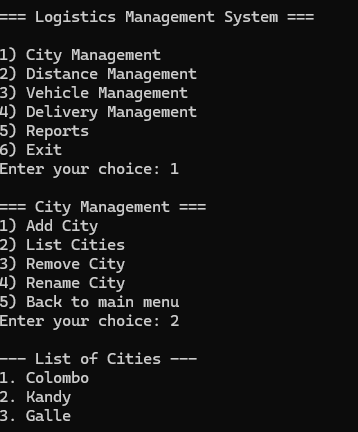 === Logistics Management System ===
1) City Management
2) Distance Management
3) Vehicle Management
4) Delivery Management
5) Reports
6) Exit
Enter your choice: 1
=== City Management ===
1) Add City
2) List Cities
3) Remove City
4) Rename City
5) Back to main menu
Enter your choice: 2
--- List of Cities ---
1. Colombo
2. Kandy
3. Galle